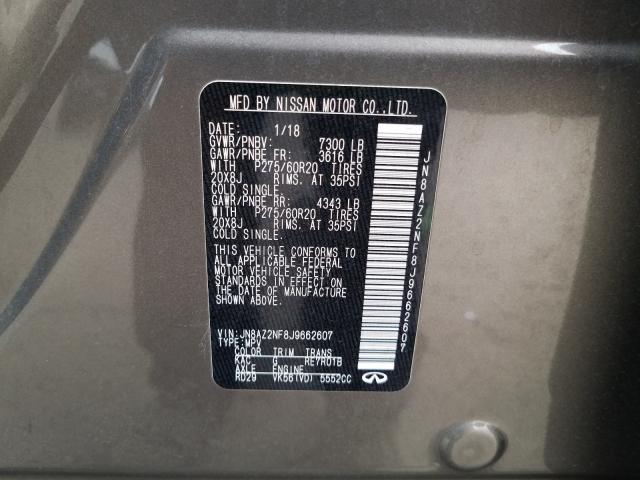 MFD BY NISSAN MOTOR CO.,LTD.
DATE: 1/18
GVWR/PNBV: 7300 LB
GAWR/PNBE FR: 3616 LB
WITH P275/60R20 TIRES
20X8J RIMS. AT 35PSI
COLD SINGLE.
GAWR/PNBE RR: 4343 LB
WITH P275/60R20 TIRES
20X8J RIMS. AT 35PSI
COLD SINGLE.
THIS VEHICLE CONFORMS TO
ALL APPLICABLE FEDERAL
MOTOR VEHICLE SAFETY
STANDARDS IN EFFECT ON
THE DATE OF MANUFACTURE
SHOWN ABOVE.
VIN: JN8AZ2NF8J9662607
TYPE: MPV
COLOR TRIM TRANS
KAC G RE7R01B
AXLE ENGINE
RD29 VK56(VD) 5552CC
JN8AZ2NF8J9662607